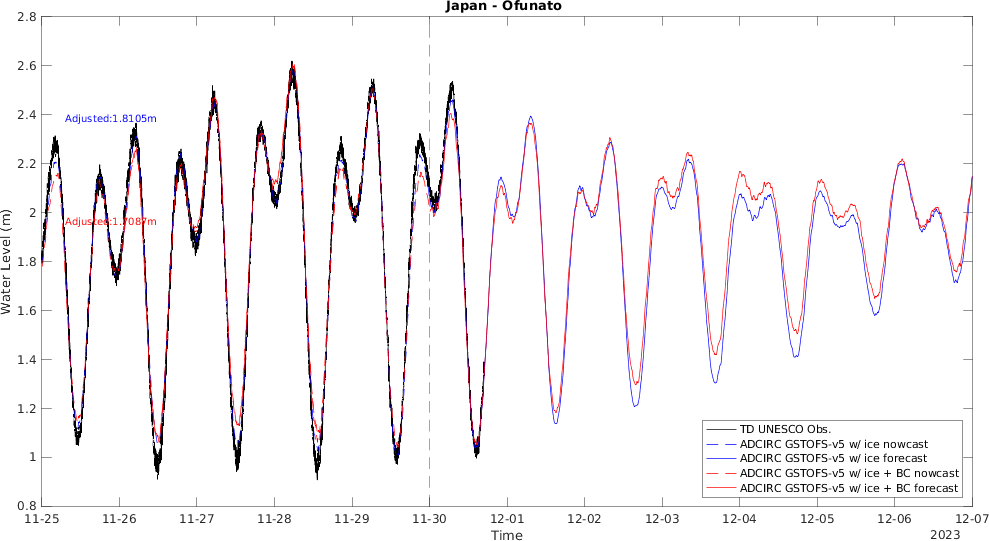 Japan - Ofunato
2.8
2.6
2.4
2.2
2
1.8
1.6
1.4
1.2
1
0.8
Water Level (m)
Adjusted:1.8105m
Adjusted:1.7087m
TD UNESCO Obs.
ADCIRC GSTOFS-v5 w/ ice nowcast
ADCIRC GSTOFS-v5 w/ ice forecast
ADCIRC GSTOFS-v5 w/ ice + BC nowcast
ADCIRC GSTOFS-v5 w/ ice + BC forecast
11-25 11-26 11-27 11-28 11-29 11-30 12-01 12-02 12-03 12-04 12-05 12-06 12-07
Time
2023